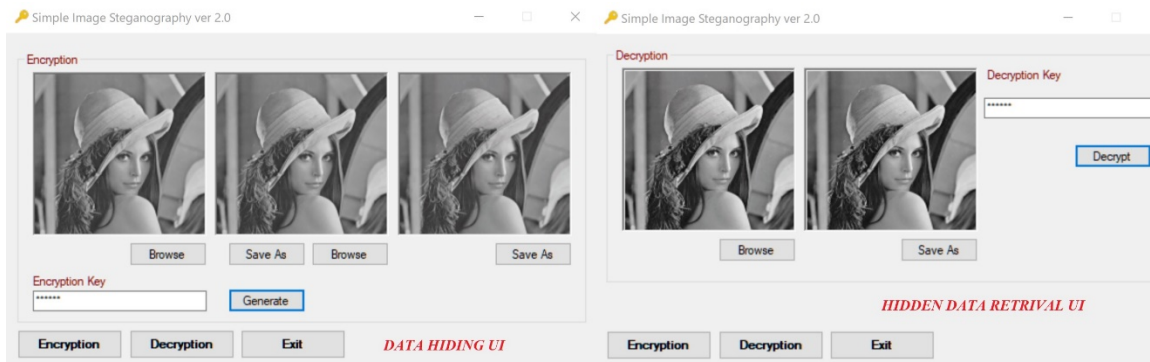 Simple Image Steganography ver 2.0
Encryption
Browse
Save As
Browse
Save As
Encryption Key
******
Generate
Encryption
Decryption
Exit
DATA HIDING UI
Simple Image Steganography ver 2.0
Decryption
Decryption Key
******
Decrypt
Browse
Save As
HIDDEN DATA RETRIVAL UI
Encryption
Decryption
Exit